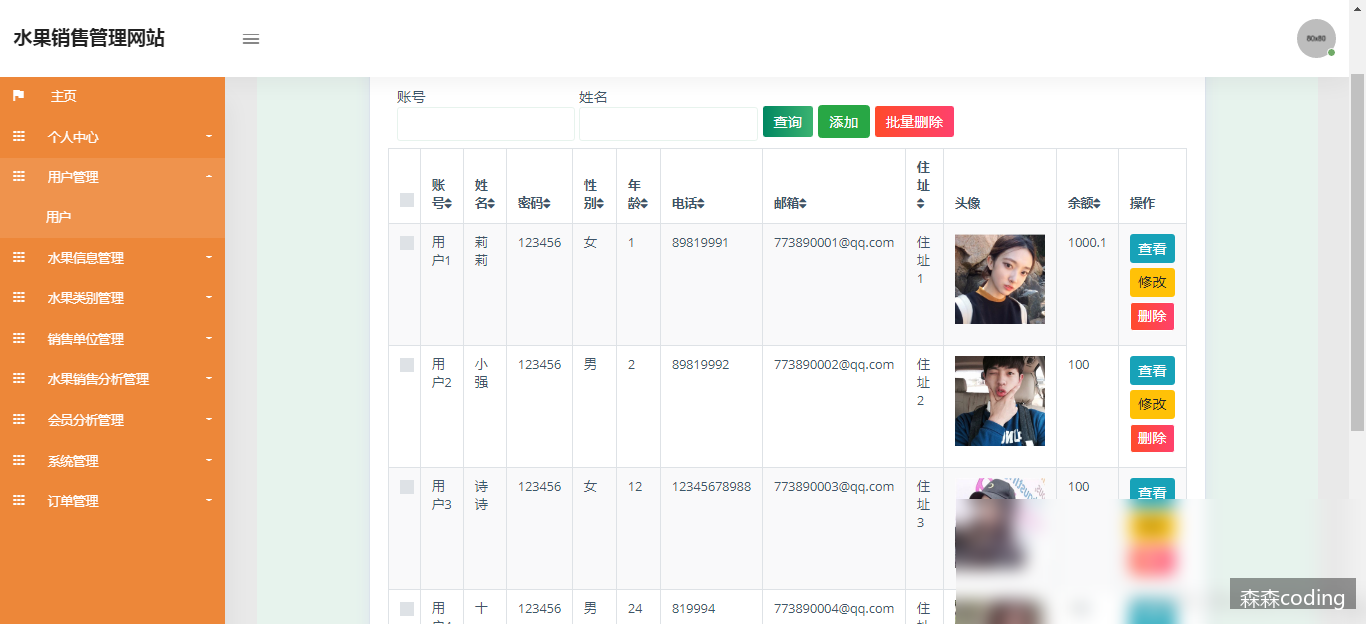 水果销售管理网站
80x80
主页
个人中心
用户管理
用户
水果信息管理
水果类别管理
销售单位管理
水果销售分析管理
会员分析管理
系统管理
订单管理
账号 姓名
查询 添加 批量删除
账号 姓名 密码 性别 年龄 电话 邮箱 住址 头像 余额 操作
用户1 莉莉 123456 女 1 89819991 773890001@qq.com 住址1 1000.1 查看 修改 删除
用户2 小强 123456 男 2 89819992 773890002@qq.com 住址2 100 查看 修改 删除
用户3 诗诗 123456 女 12 12345678988 773890003@qq.com 住址3 100 查看
用 十 123456 男 24 819994 773890004@qq.com 住
森森coding